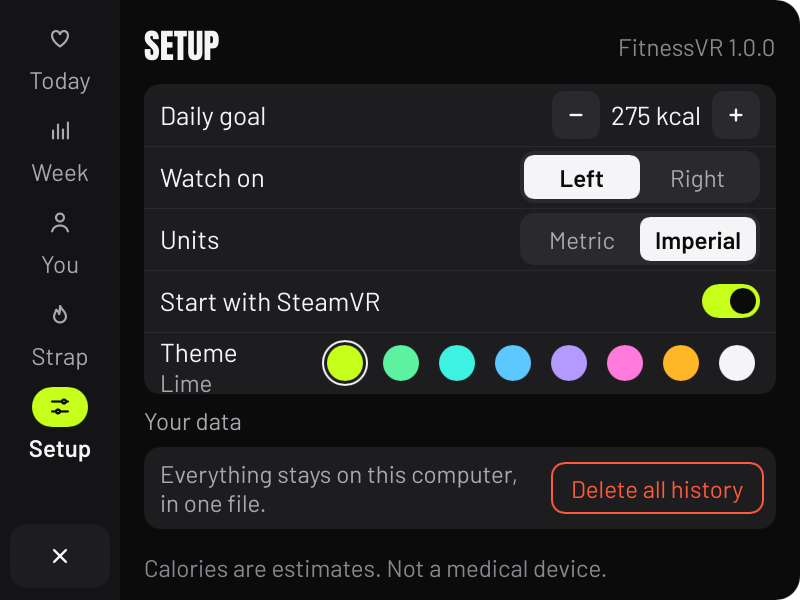 SETUP
FitnessVR 1.0.0
Today
Week
You
Strap
Setup
Daily goal
− 275 kcal +
Watch on
Left Right
Units
Metric Imperial
Start with SteamVR
Theme
Lime
Your data
Everything stays on this computer,
in one file.
Delete all history
Calories are estimates. Not a medical device.